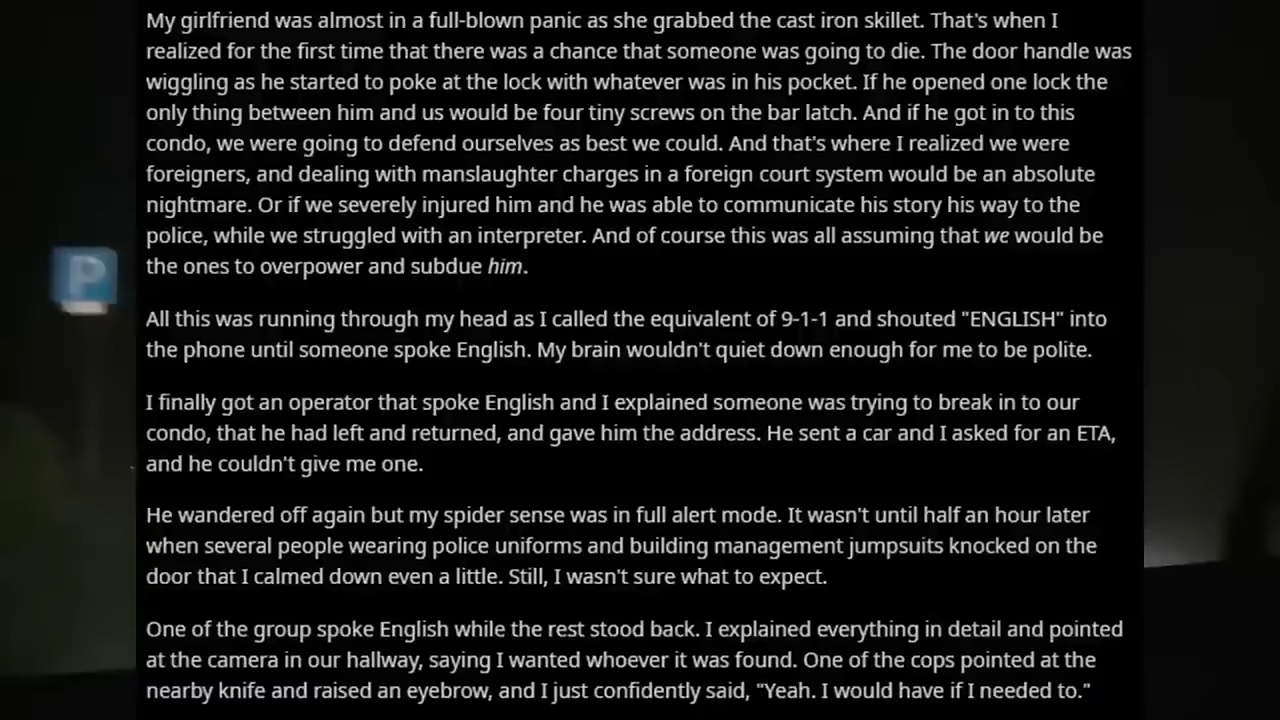 My girlfriend was almost in a full-blown panic as she grabbed the cast iron skillet. That's when I
realized for the first time that there was a chance that someone was going to die. The door handle was
wiggling as he started to poke at the lock with whatever was in his pocket. If he opened one lock the
only thing between him and us would be four tiny screws on the bar latch. And if he got in to this
condo, we were going to defend ourselves as best we could. And that's where I realized we were
foreigners, and dealing with manslaughter charges in a foreign court system would be an absolute
nightmare. Or if we severely injured him and he was able to communicate his story his way to the
police, while we struggled with an interpreter. And of course this was all assuming that we would be
the ones to overpower and subdue him.
All this was running through my head as I called the equivalent of 9-1-1 and shouted "ENGLISH" into
the phone until someone spoke English. My brain wouldn't quiet down enough for me to be polite.
I finally got an operator that spoke English and I explained someone was trying to break in to our
condo, that he had left and returned, and gave him the address. He sent a car and I asked for an ETA,
and he couldn't give me one.
He wandered off again but my spider sense was in full alert mode. It wasn't until half an hour later
when several people wearing police uniforms and building management jumpsuits knocked on the
door that I calmed down even a little. Still, I wasn't sure what to expect.
One of the group spoke English while the rest stood back. I explained everything in detail and pointed
at the camera in our hallway, saying I wanted whoever it was found. One of the cops pointed at the
nearby knife and raised an eyebrow, and I just confidently said, "Yeah. I would have if I needed to."
P